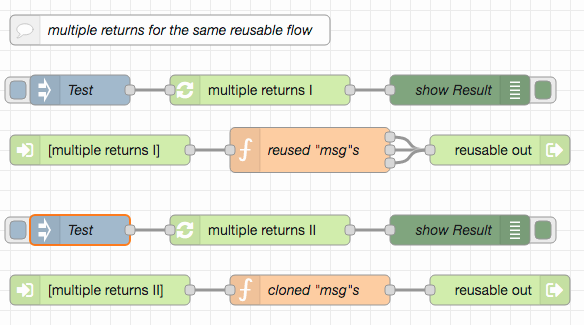 multiple returns for the same reusable flow
Test multiple returns I show Result
[multiple returns I] reused "msg"s reusable out
Test multiple returns II show Result
[multiple returns II] cloned "msg"s reusable out